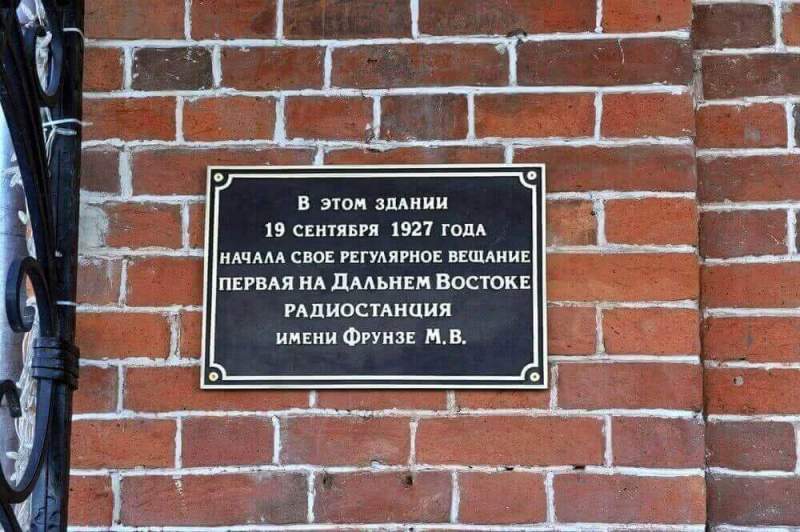 В этом здании
19 сентября 1927 года
начала свое регулярное вещание
первая на Дальнем Востоке
радиостанция
имени Фрунзе М.В.